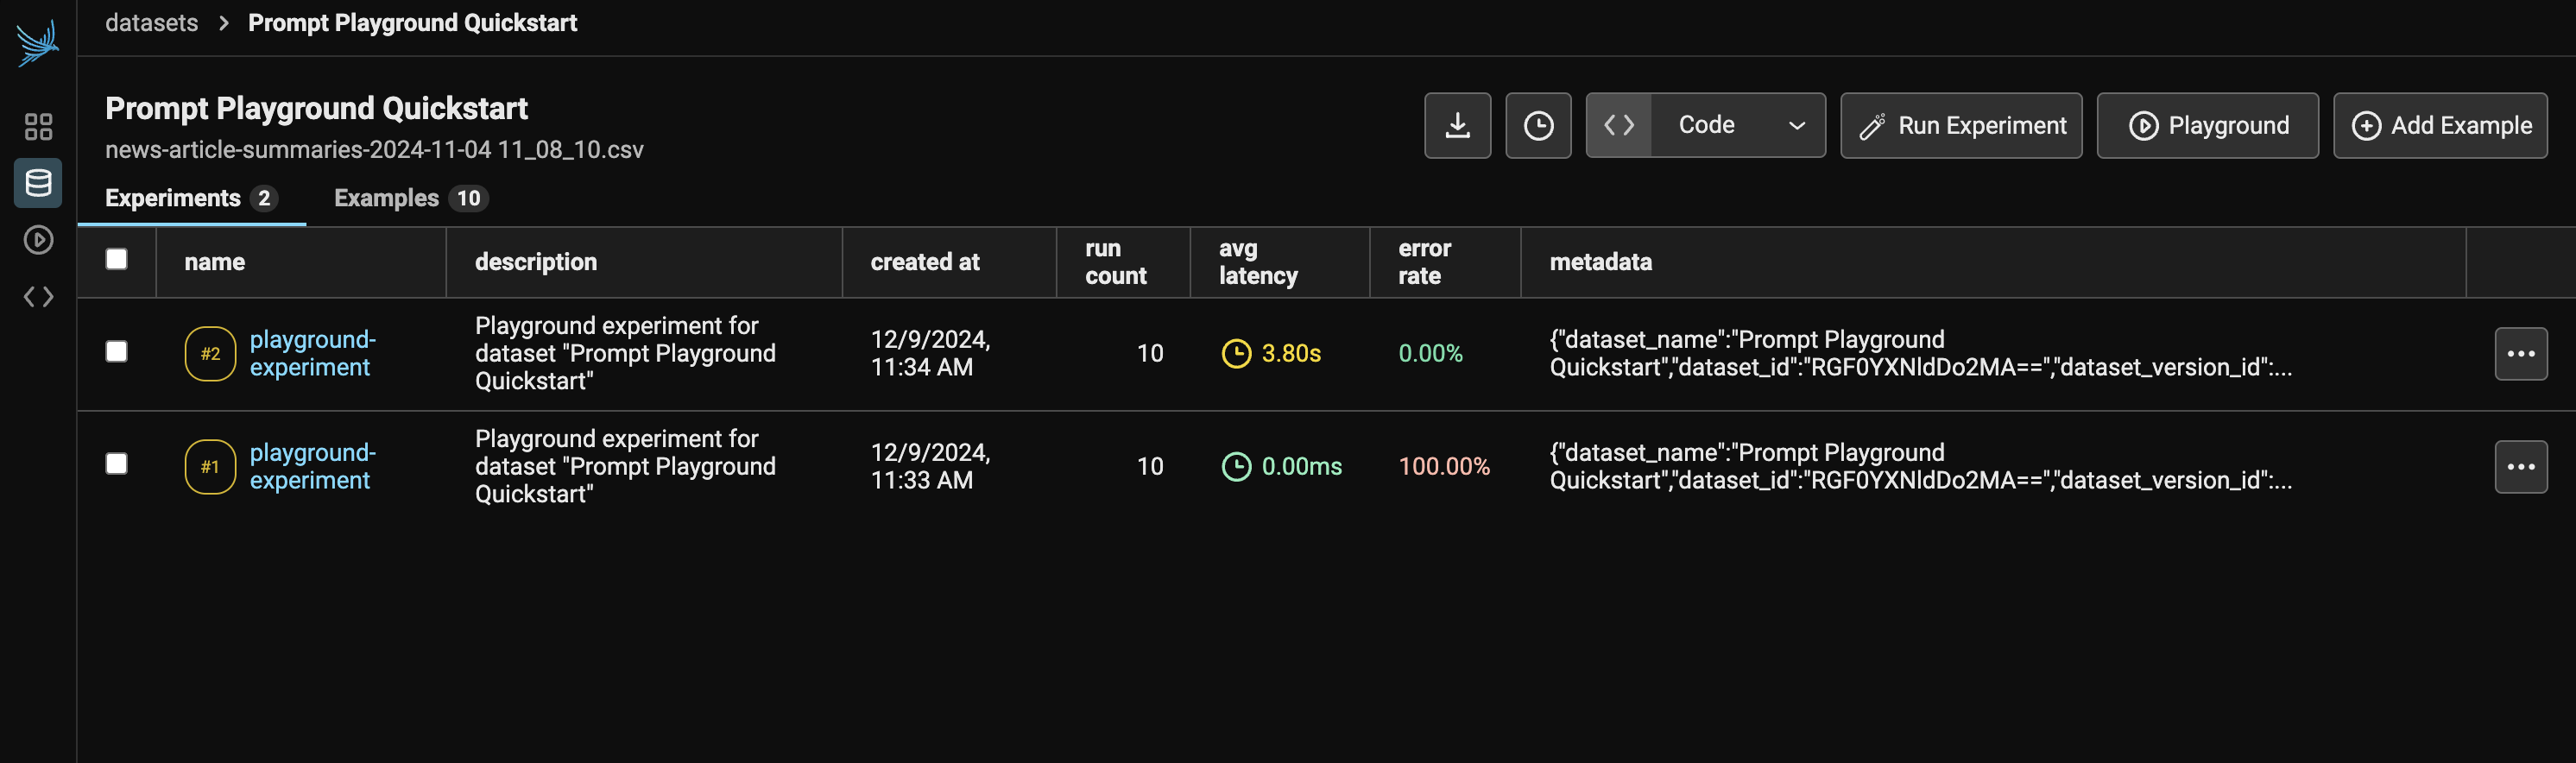 datasets > Prompt Playground Quickstart
Prompt Playground Quickstart
news-article-summaries-2024-11-04 11_08_10.csv
Code
Run Experiment
Playground
Add Example
Experiments 2
Examples 10
name
description
created at
run
count
avg
latency
error
rate
metadata
#2
playground-
experiment
Playground experiment for
dataset "Prompt Playground
Quickstart"
12/9/2024,
11:34 AM
10
3.80s
0.00%
{"dataset_name":"Prompt Playground
Quickstart","dataset_id":"RGF0YXNldDo2MA==","dataset_version_id":...
#1
playground-
experiment
Playground experiment for
dataset "Prompt Playground
Quickstart"
12/9/2024,
11:33 AM
10
0.00ms
100.00%
{"dataset_name":"Prompt Playground
Quickstart","dataset_id":"RGF0YXNldDo2MA==","dataset_version_id":...